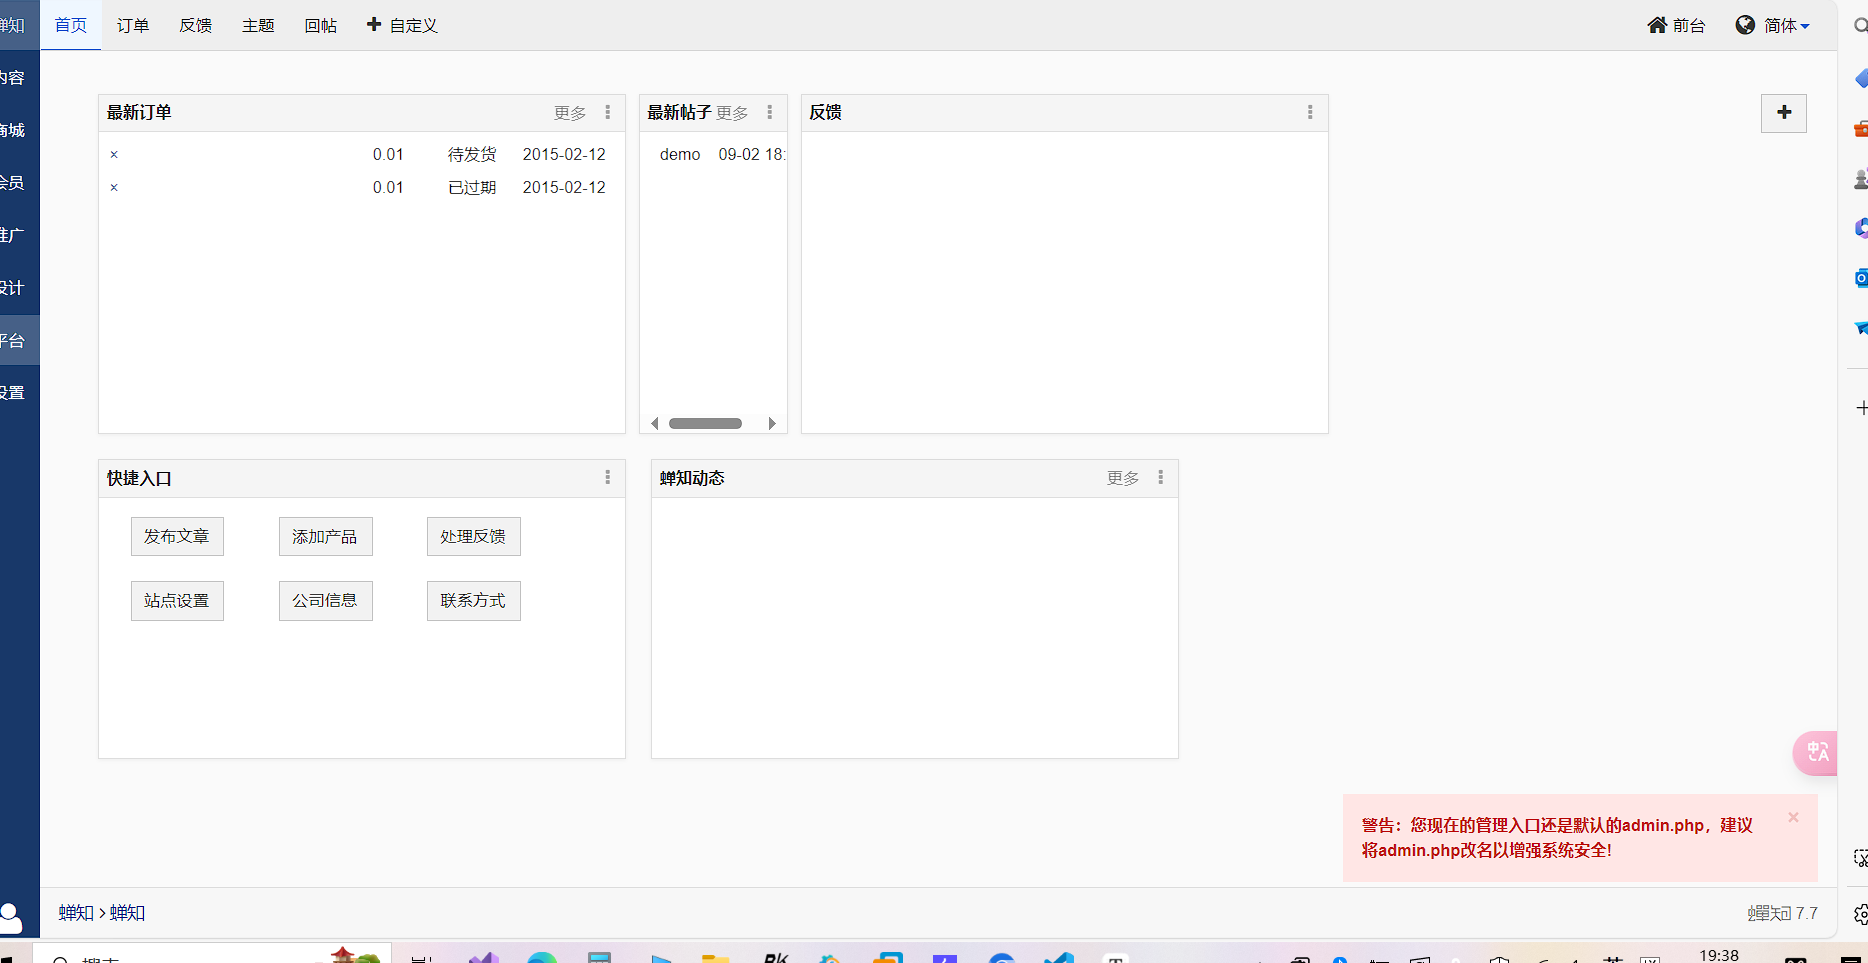 蝉知 首页 订单 反馈 主题 回帖 自定义 前台 简体
内容
商城
会员
推广
设计
平台
设置
最新订单 更多
× 0.01 待发货 2015-02-12
× 0.01 已过期 2015-02-12
最新帖子 更多
demo 09-02 18:
反馈
快捷入口
发布文章 添加产品 处理反馈
站点设置 公司信息 联系方式
蝉知动态 更多
警告：您现在的管理入口还是默认的admin.php，建议
将admin.php改名以增强系统安全!
×
蝉知 > 蝉知
蝉知 7.7
搜索
19:38